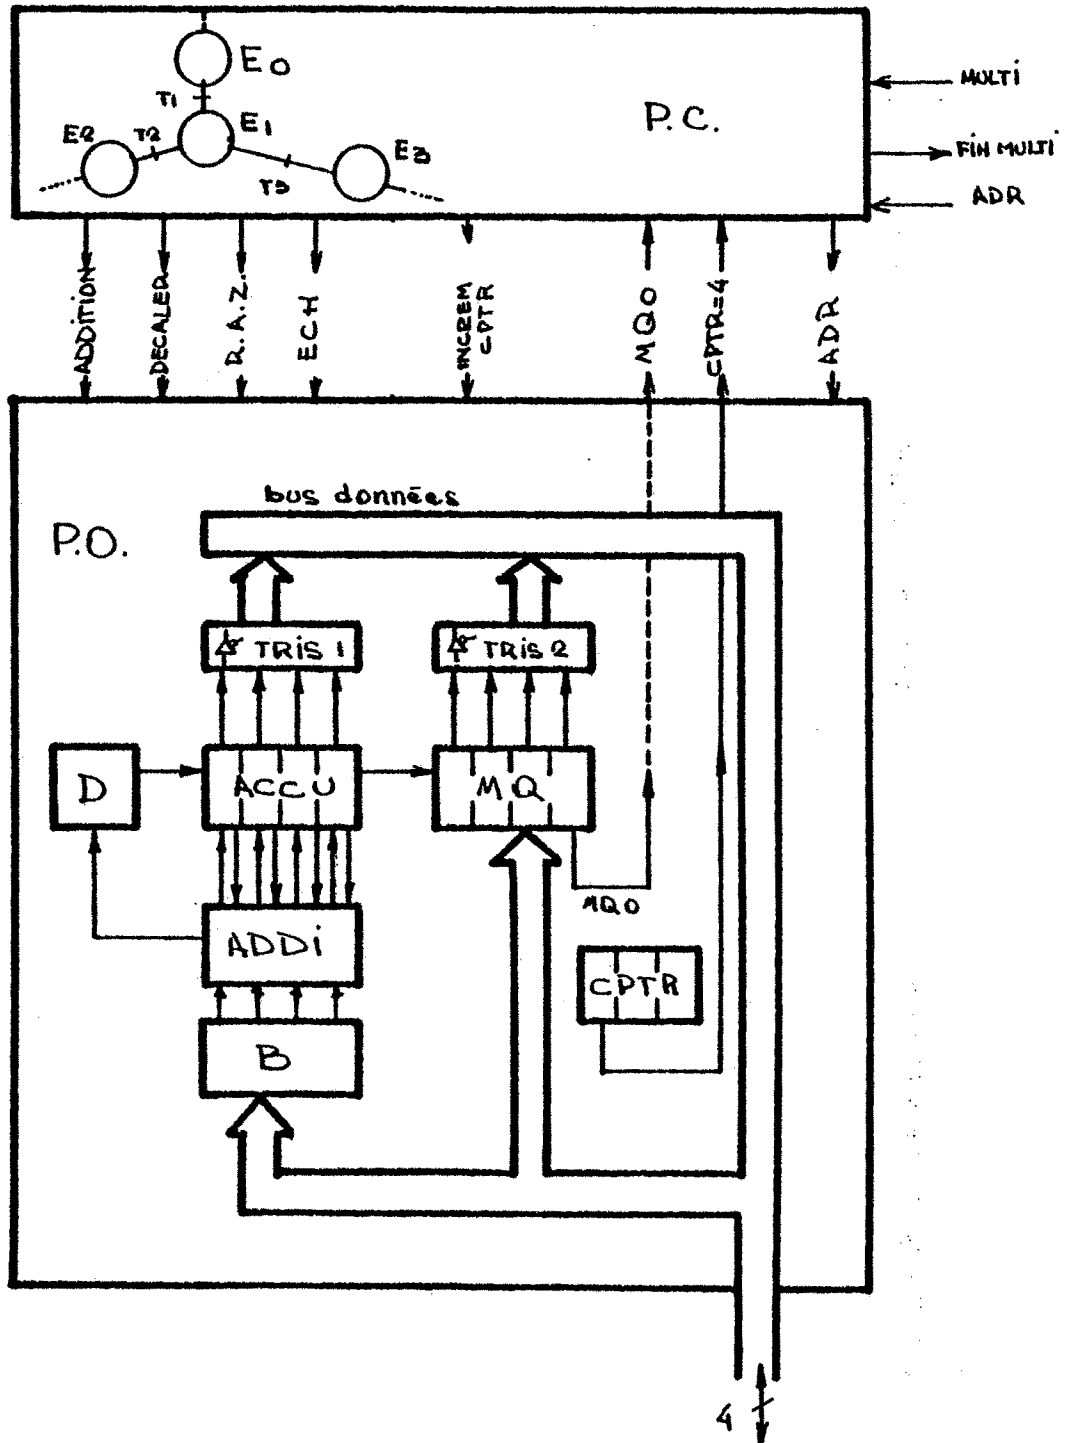 E0
T1
E1
E2
T2
T3
E3
P.C.
MULTI
FIN MULTI
ADR
ADDITION
DECALER
R.A.Z.
ECH
INCREM
CPTR
MQ0
CPTR=4
ADR
P.O.
bus données
TRIS 1
TRIS 2
D
ACCU
MQ
MQ0
ADDI
CPTR
B
4